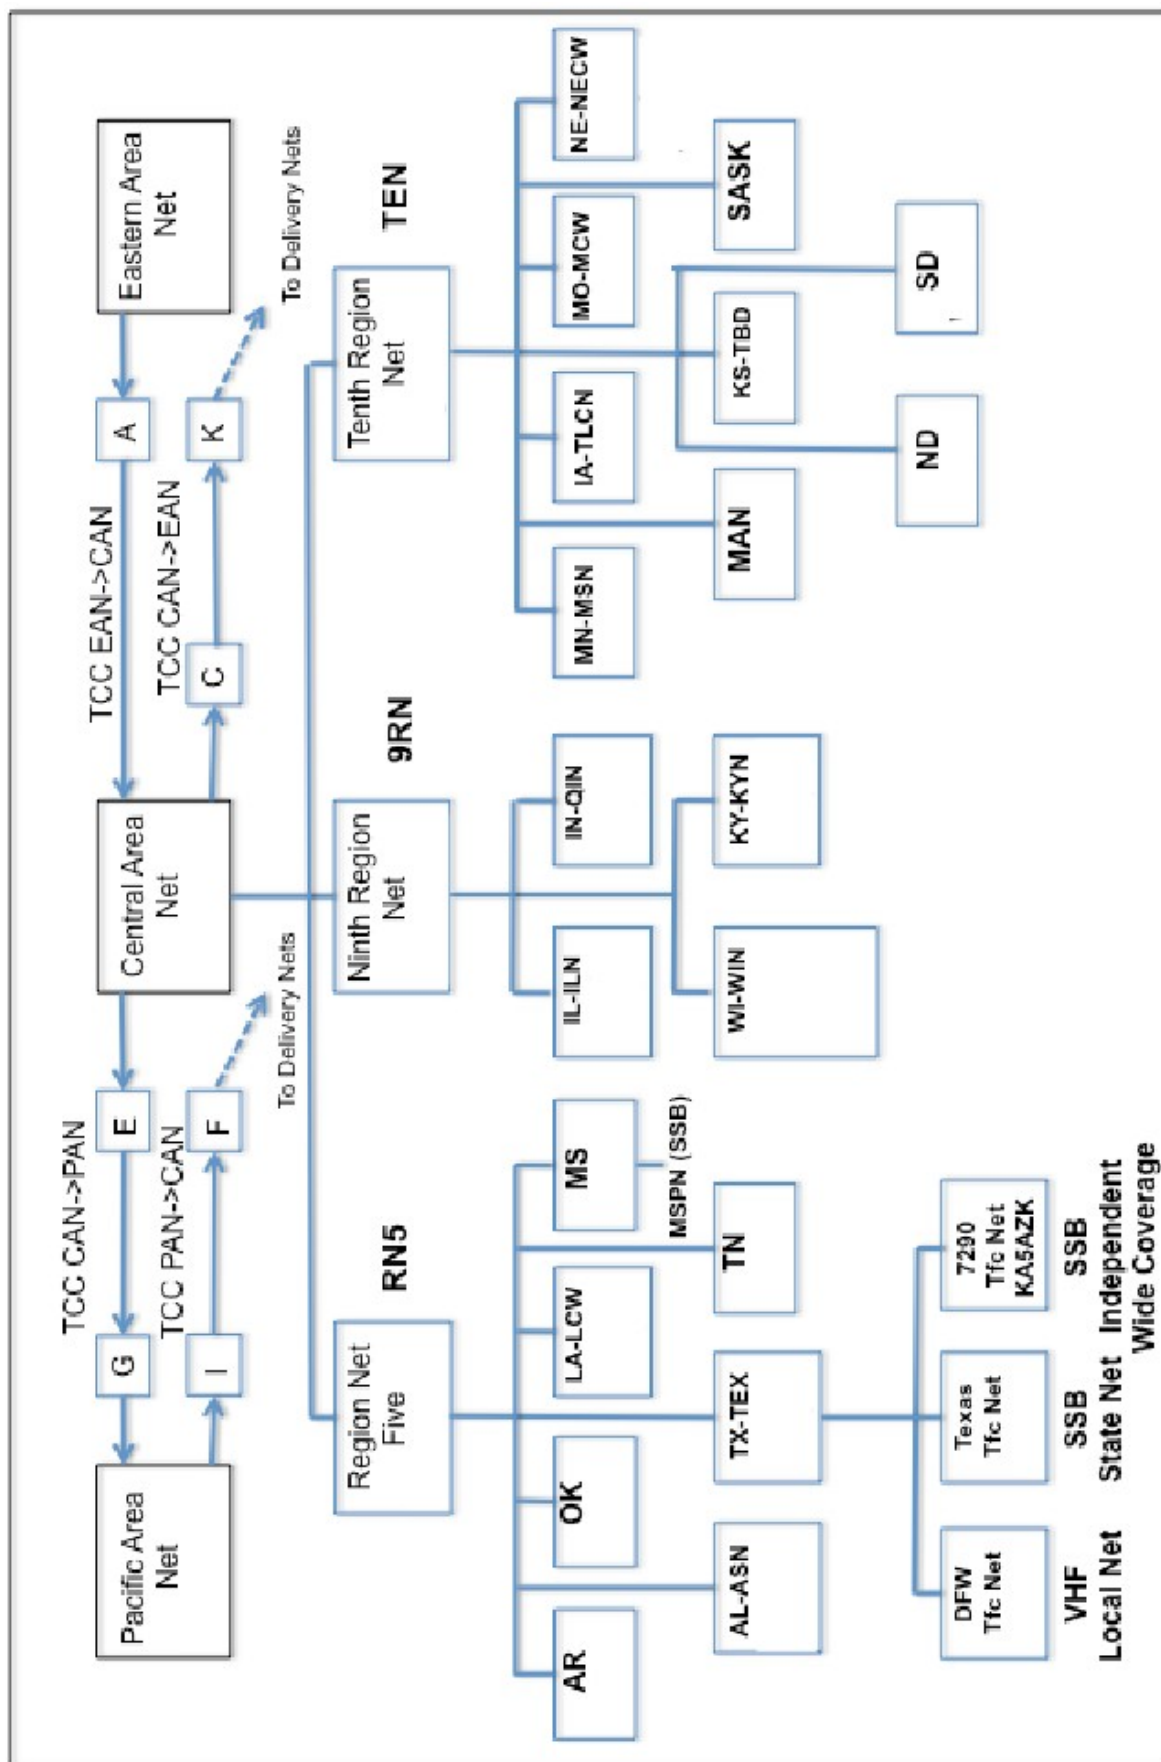 TCC CAN->PAN
TCC EAN->CAN
Pacific Area
Net
G
E
Central Area
Net
A
Eastern Area
Net
TCC PAN->CAN
TCC CAN->EAN
I
F
C
K
To Delivery Nets
To Delivery Nets
RN5
9RN
TEN
Region Net
Five
Ninth Region
Net
Tenth Region
Net
AR
OK
LA-LCW
MS
IL-ILN
IN-QIN
MN-MSN
IA-TLCN
MO-MCW
NE-NECW
MSPN (SSB)
AL-ASN
TX-TEX
TN
WI-WIN
KY-KYN
MAN
KS-TBD
SASK
ND
SD
DFW
Tfc Net
Texas
Tfc Net
7290
Tfc Net
KA5AZK
VHF
Local Net
SSB
State Net
SSB
Independent
Wide Coverage